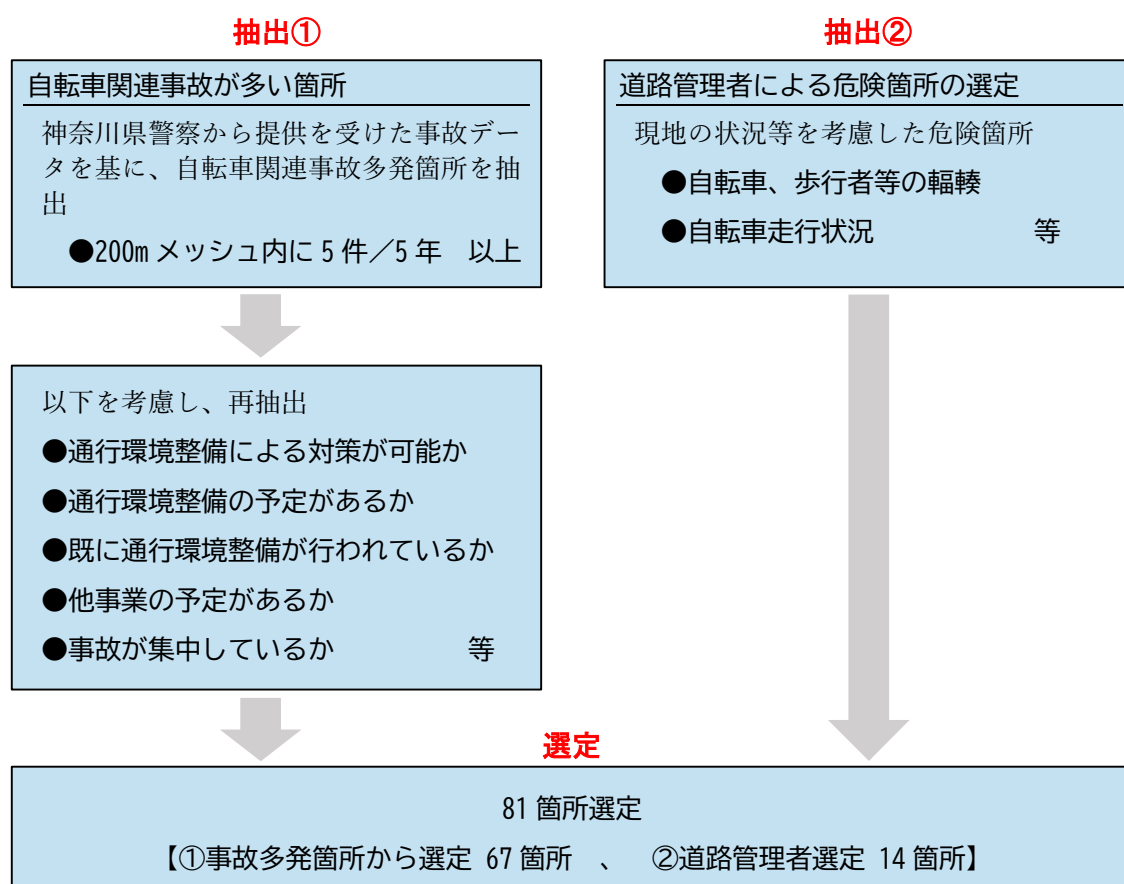 抽出①
自転車関連事故が多い箇所
神奈川県警察から提供を受けた事故デー
タを基に、自転車関連事故多発箇所を抽
出
●200m メッシュ内に 5 件／5 年　以上
以下を考慮し、再抽出
●通行環境整備による対策が可能か
●通行環境整備の予定があるか
●既に通行環境整備が行われているか
●他事業の予定があるか
●事故が集中しているか　　　　　等
抽出②
道路管理者による危険箇所の選定
現地の状況等を考慮した危険箇所
●自転車、歩行者等の輻輳
●自転車走行状況　　　　　　等
選定
81 箇所選定
【①事故多発箇所から選定 67 箇所　、　②道路管理者選定 14 箇所】